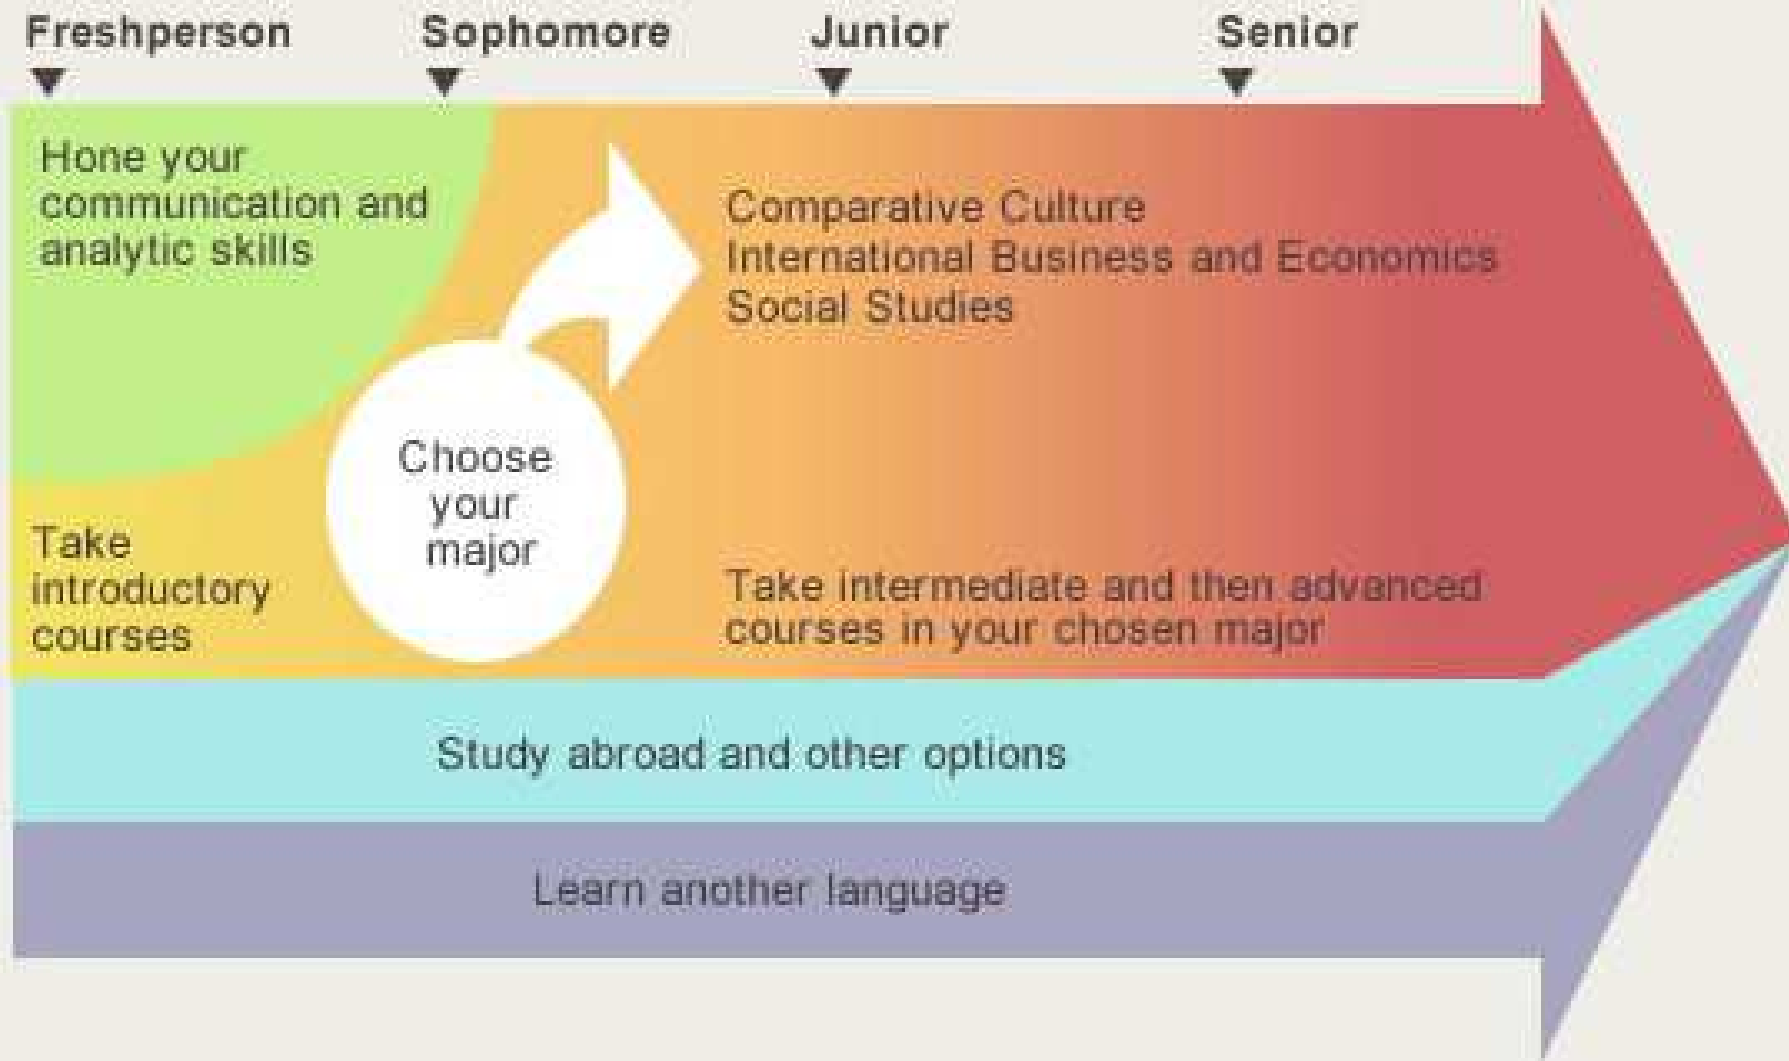 Freshperson
Sophomore
Junior
Senior
Hone your
communication and
analytic skills
Comparative Culture
International Business and Economics
Social Studies
Choose
your
major
Take
introductory
courses
Take intermediate and then advanced
courses in your chosen major
Study abroad and other options
Learn another language